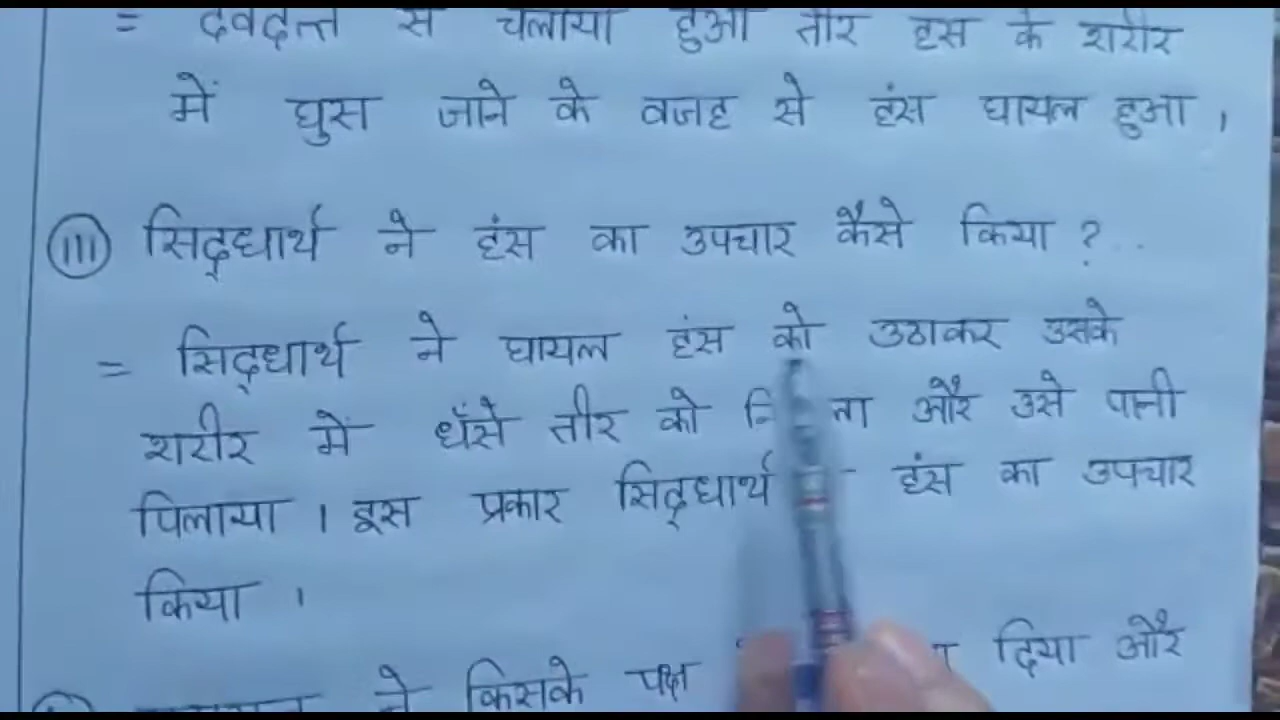 = देवदत्त से चलाया हुआ तीर हंस के शरीर
में घुस जाने के वजह से हंस घायल हुआ ,
(III) सिद्धार्थ ने हंस का उपचार कैसे किया ?
= सिद्धार्थ ने घायल हंस को उठाकर उसके
शरीर में धँसे तीर को और उसे पानी
पिलाया । इस प्रकार सिद्धार्थ हंस का उपचार
किया ।
ने किसके पक्ष दिया और